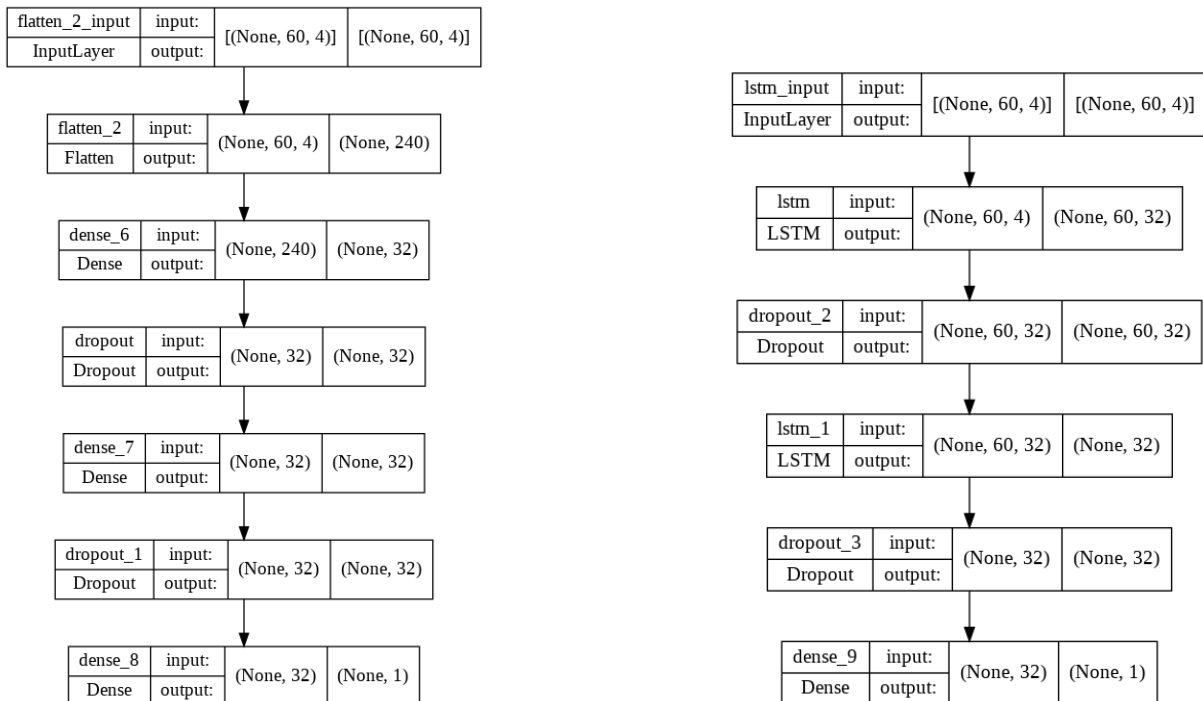 flatten_2_input input: [(None, 60, 4)] [(None, 60, 4)]
InputLayer output:
flatten_2 input: (None, 60, 4) (None, 240)
Flatten output:
dense_6 input: (None, 240) (None, 32)
Dense output:
dropout input: (None, 32) (None, 32)
Dropout output:
dense_7 input: (None, 32) (None, 32)
Dense output:
dropout_1 input: (None, 32) (None, 32)
Dropout output:
dense_8 input: (None, 32) (None, 1)
Dense output:
lstm_input input: [(None, 60, 4)] [(None, 60, 4)]
InputLayer output:
lstm input: (None, 60, 4) (None, 60, 32)
LSTM output:
dropout_2 input: (None, 60, 32) (None, 60, 32)
Dropout output:
lstm_1 input: (None, 60, 32) (None, 32)
LSTM output:
dropout_3 input: (None, 32) (None, 32)
Dropout output:
dense_9 input: (None, 32) (None, 1)
Dense output: